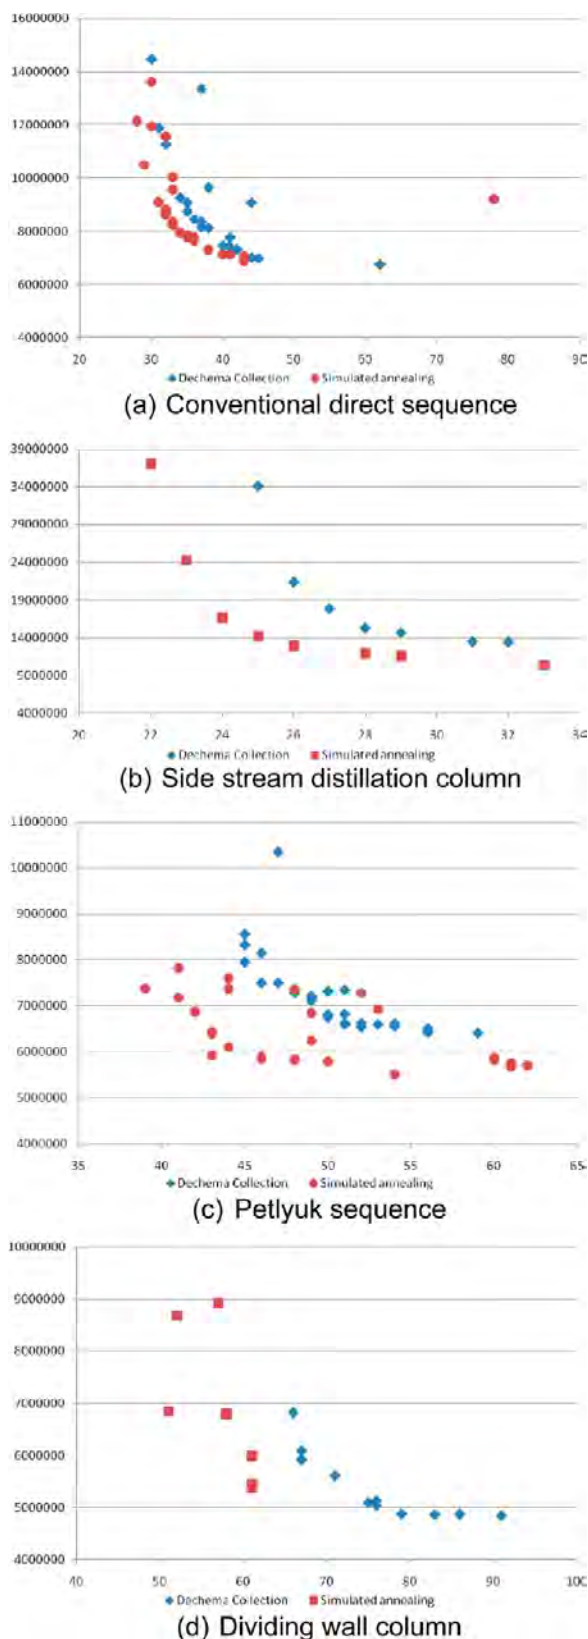 16000000
14000000
12000000
10000000
8000000
6000000
4000000
20 30 40 50 60 70 80 90
Dechema Collection Simulated annealing
(a) Conventional direct sequence
39000000
34000000
29000000
24000000
19000000
14000000
5000000
4000000
20 22 24 26 28 30 32 34
Dechema Collection Simulated annealing
(b) Side stream distillation column
11000000
10000000
9000000
8000000
7000000
6000000
5000000
4000000
35 40 45 50 55 60 65
Dechema Collection Simulated annealing
(c) Petlyuk sequence
10000000
9000000
8000000
7000000
6000000
5000000
4000000
40 50 60 70 80 90 100
Dechema Collection Simulated annealing
(d) Dividing wall column